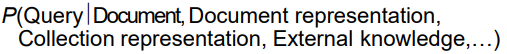 P(Query|Document, Document representation,
Collection representation, External knowledge,…)